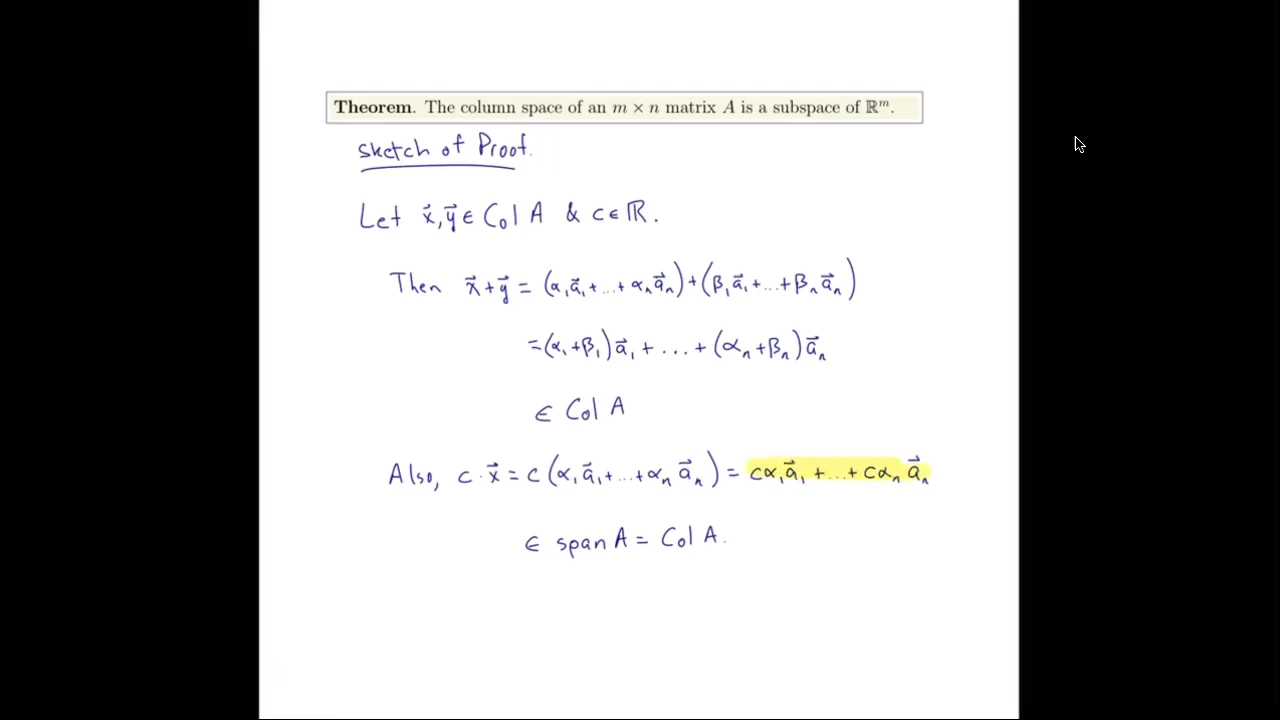 Theorem. The column space of an m × n matrix A is a subspace of ℝᵐ.
Sketch of Proof.
Let x⃗, y⃗ ∈ Col A & c ∈ ℝ.
Then x⃗ + y⃗ = (α₁a⃗₁ + ... + αₙa⃗ₙ) + (β₁a⃗₁ + ... + βₙa⃗ₙ)
= (α₁ + β₁)a⃗₁ + ... + (αₙ + βₙ)a⃗ₙ
∈ Col A
Also, c · x⃗ = c(α₁a⃗₁ + ... + αₙa⃗ₙ) = cα₁a⃗₁ + ... + cαₙa⃗ₙ
∈ span A = Col A.